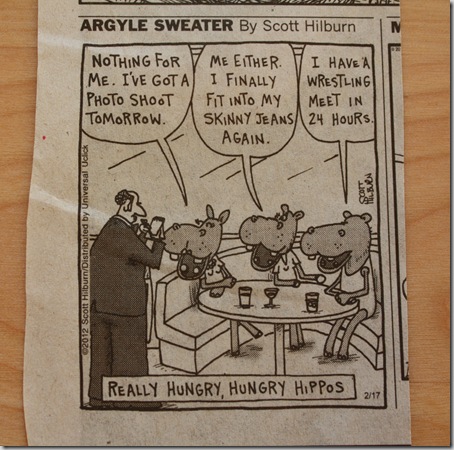 ARGYLE SWEATER By Scott Hilburn
NOTHING FOR
ME. I'VE GOT A
PHOTO SHOOT
TOMORROW.
ME EITHER.
I FINALLY
FIT INTO MY
SKINNY JEANS
AGAIN.
I HAVE A
WRESTLING
MEET IN
24 HOURS.
SCOTT
HILBURN
©2012 Scott Hilburn/Distributed by Universal Uclick
REALLY HUNGRY, HUNGRY HIPPOS
2/17